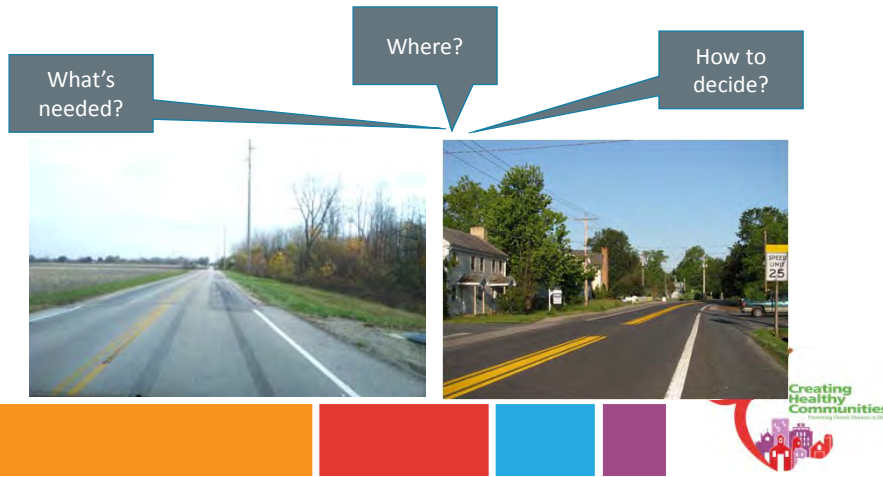 Where?
What's
needed?
How to
decide?
SPEED
LIMIT
25
Creating
Healthy
Communities